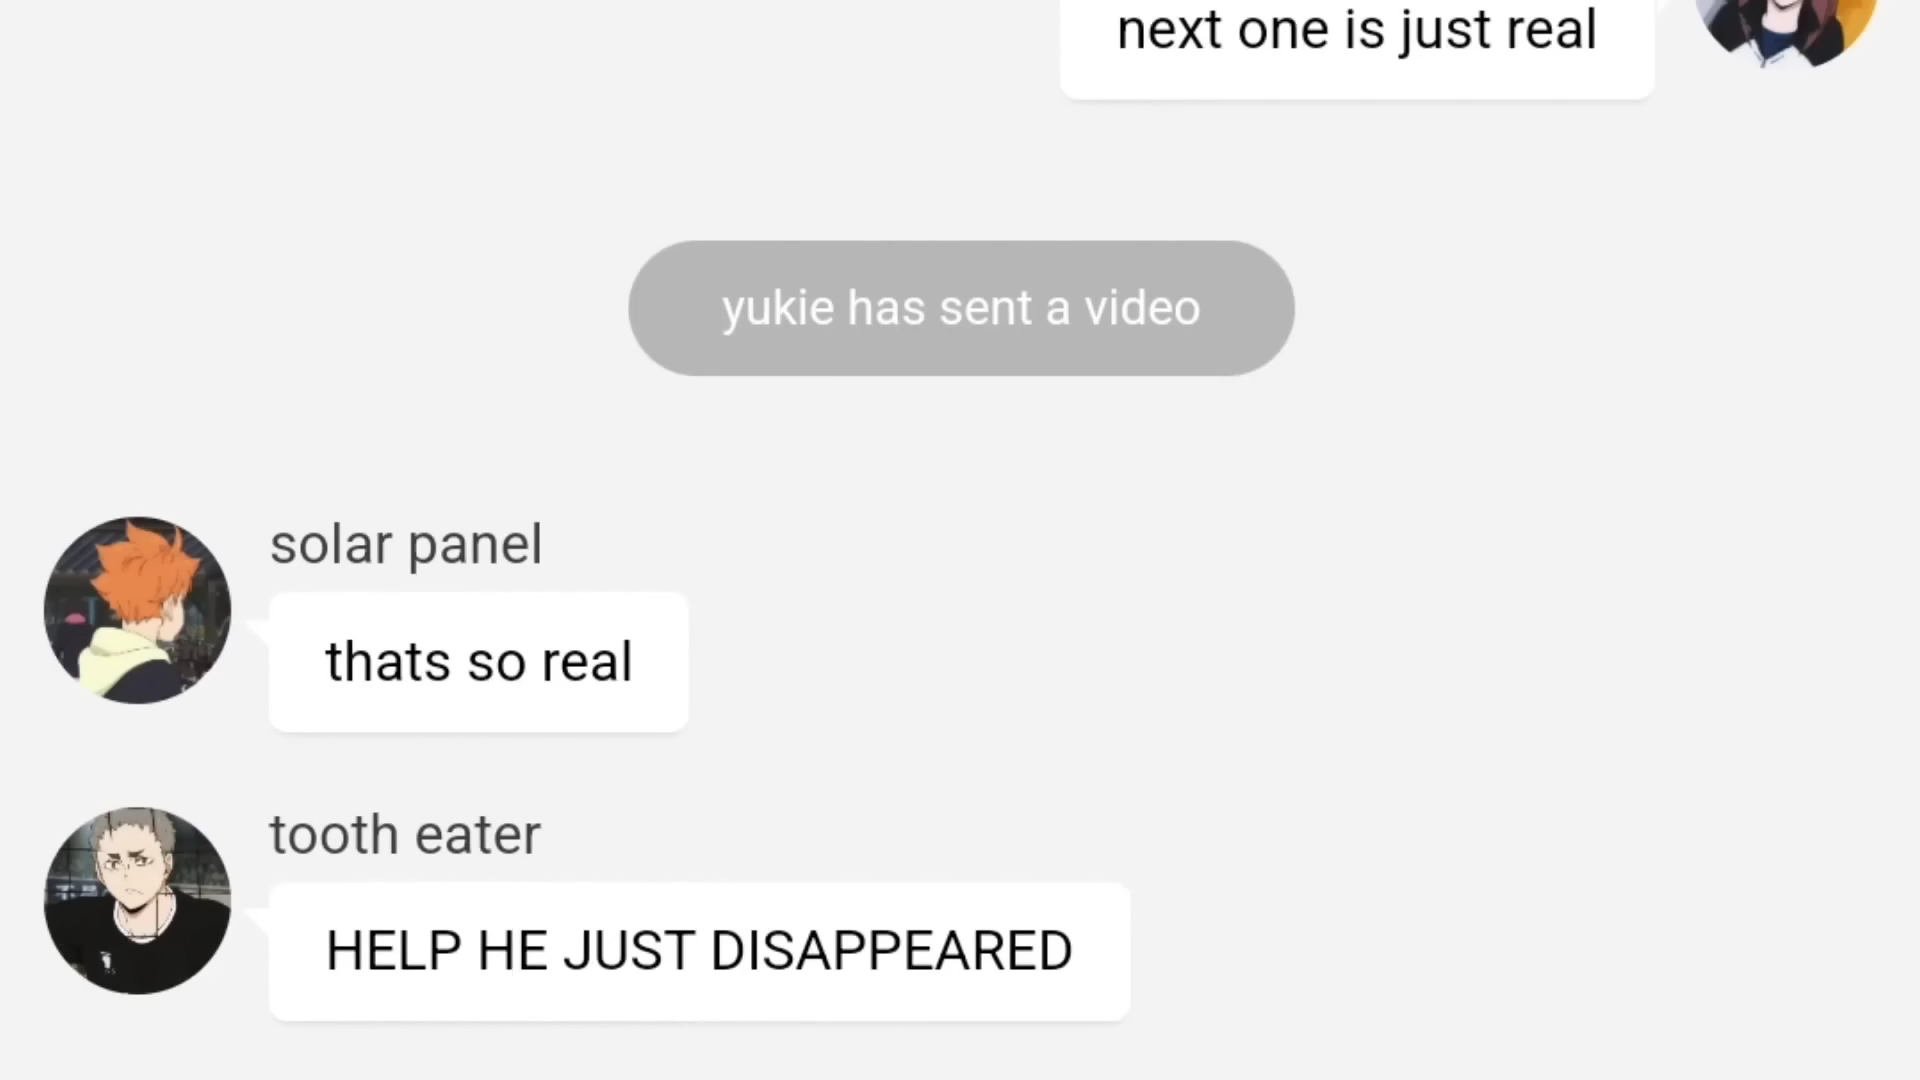 next one is just real
yukie has sent a video
solar panel
thats so real
tooth eater
HELP HE JUST DISAPPEARED